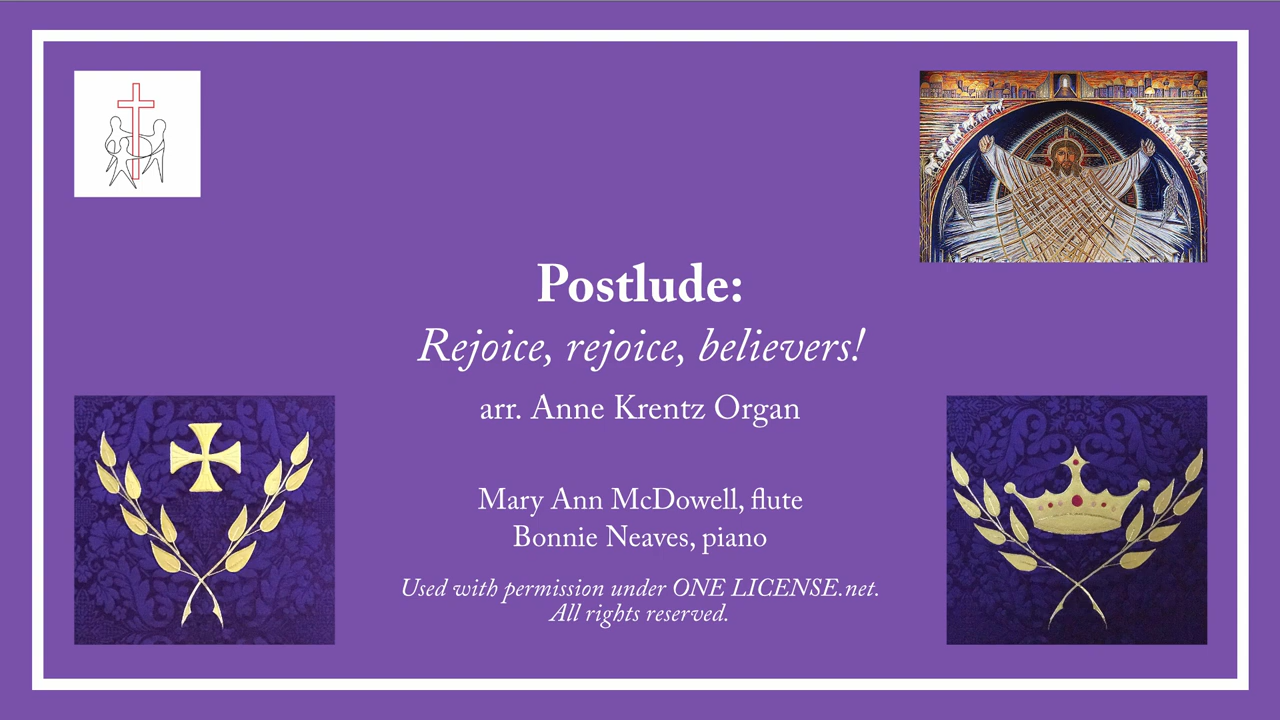 Postlude:
Rejoice, rejoice, believers!
arr. Anne Krentz Organ
Mary Ann McDowell, flute
Bonnie Neaves, piano
Used with permission under ONE LICENSE.net.
All rights reserved.